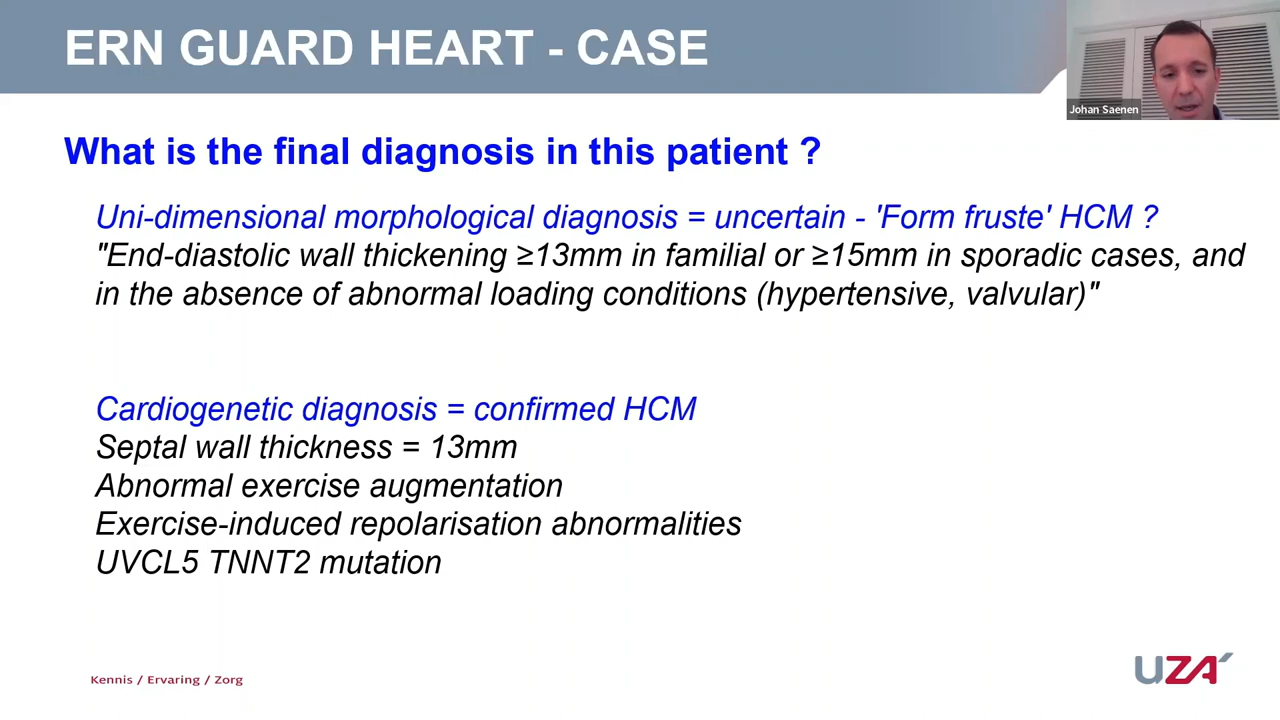 ERN GUARD HEART - CASE
Johan Saenen
What is the final diagnosis in this patient ?
Uni-dimensional morphological diagnosis = uncertain - 'Form fruste' HCM ?
"End-diastolic wall thickening ≥13mm in familial or ≥15mm in sporadic cases, and
in the absence of abnormal loading conditions (hypertensive, valvular)"
Cardiogenetic diagnosis = confirmed HCM
Septal wall thickness = 13mm
Abnormal exercise augmentation
Exercise-induced repolarisation abnormalities
UVCL5 TNNT2 mutation
Kennis / Ervaring / Zorg
UZA